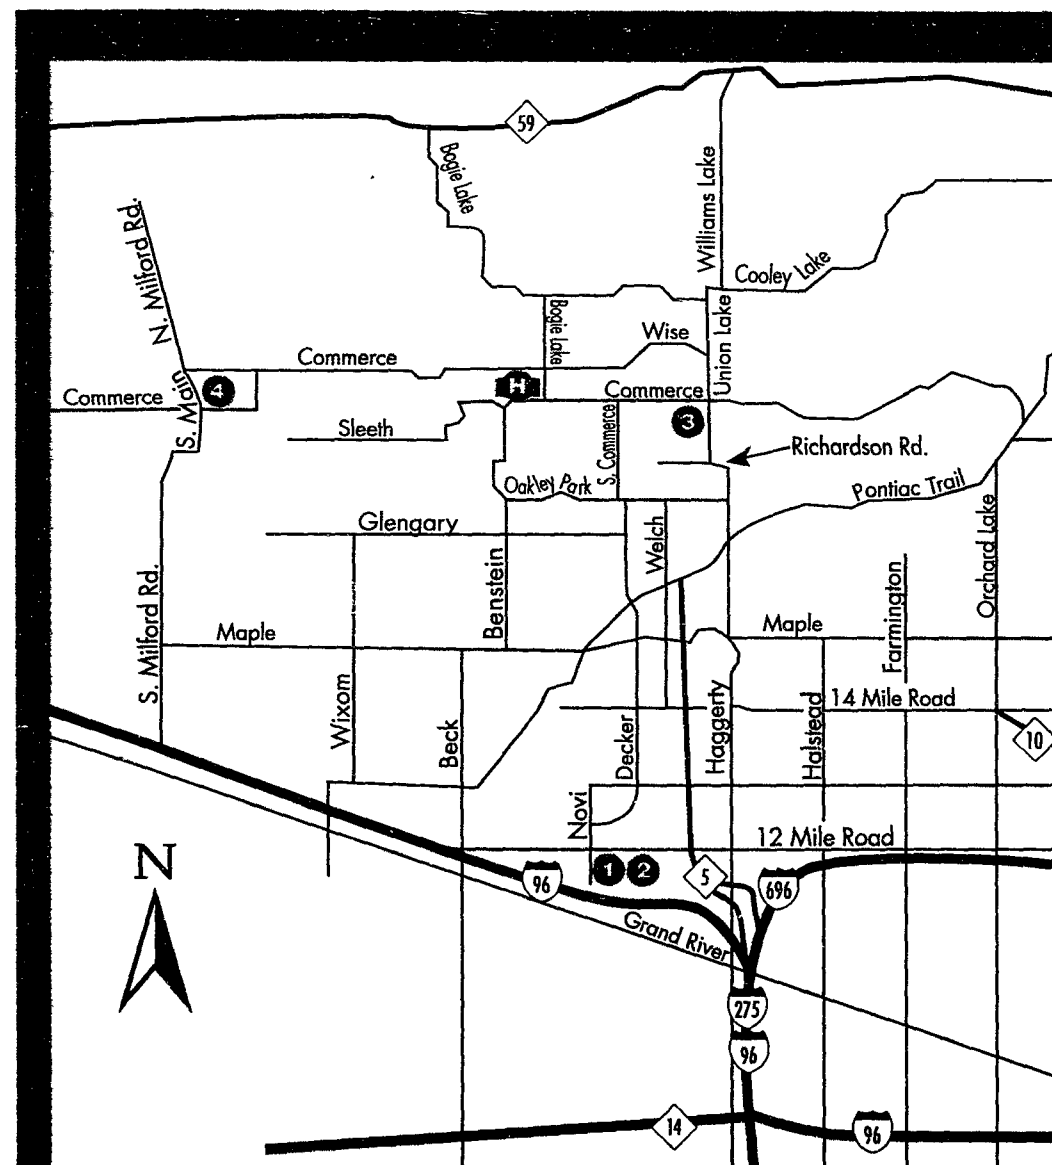 59
Bogie Lake
Williams Lake
N. Milford Rd.
Cooley Lake
Bogie Lake
Union Lake
Wise
Commerce
H
Commerce
4
Commerce
S. Main
Sleeth
S. Commerce
3
Richardson Rd.
Oakley Park
Pontiac Trail
Glengary
Welch
Orchard Lake
Benstein
Farmington
S. Milford Rd.
Maple
Maple
Wixom
Beck
Decker
Haggerty
Halstead
14 Mile Road
10
Novi
12 Mile Road
N
96
1
2
5
696
Grand River
275
96
14
96